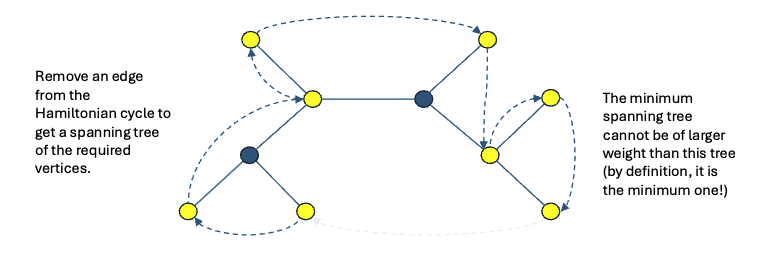 Remove an edge
from the
Hamiltonian cycle to
get a spanning tree
of the required
vertices.
The minimum
spanning tree
cannot be of larger
weight than this tree
(by definition, it is
the minimum one!)